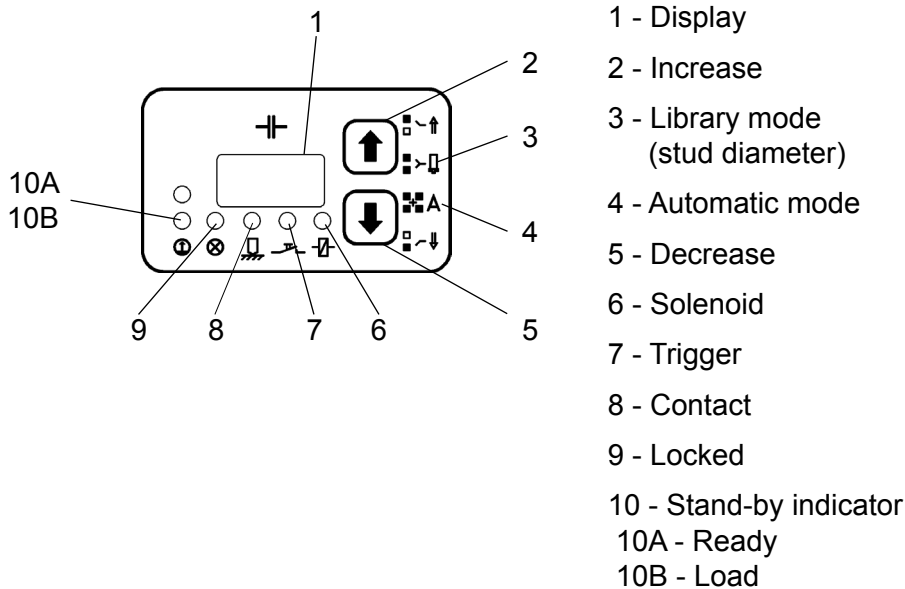 1
2
3
10A
10B
4
A
9
8
7
6
5
1 - Display
2 - Increase
3 - Library mode
(stud diameter)
4 - Automatic mode
5 - Decrease
6 - Solenoid
7 - Trigger
8 - Contact
9 - Locked
10 - Stand-by indicator
10A - Ready
10B - Load